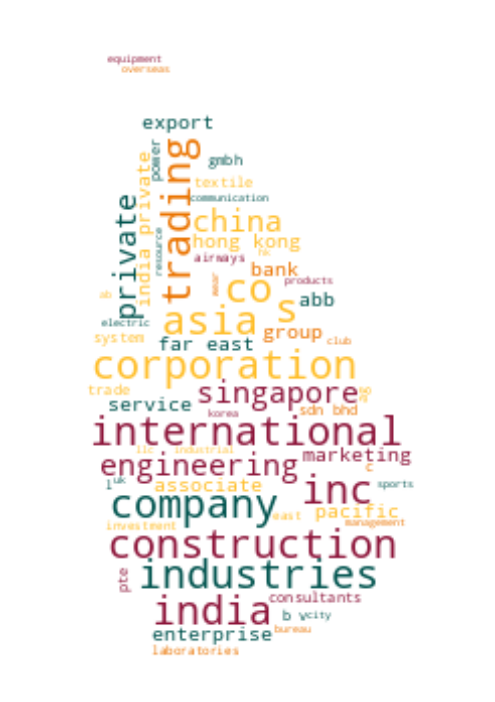 equipment
overseas
export
power
gmbh
trading
india private
textile
private
communication
china
resource
hong kong
hk
airways
bank
products
co
s
abb
asia
electric
group
system
far east
club
corporation
trade
singapore
service
korea
sdn bhd
international
llc
industrial
marketing
engineering
c
l
uk
associate
inc
sports
company
east
pacific
investment
management
construction
pte
industries
consultants
india
b v
city
enterprise
bureau
laboratories